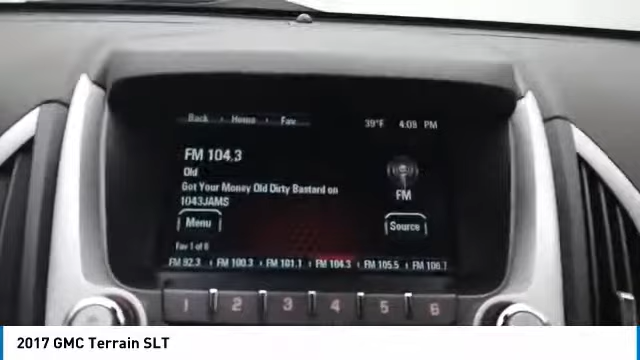 Back Home Fav 39°F 4:09 PM
FM 104.3
Old
Got Your Money Old Dirty Bastard on
1043JAMS
FM
Menu
Source
Fav 1 of 6
FM 92.3 FM 100.3 FM 101.1 FM 104.3 FM 105.5 FM 106.7
1 2 3 4 5 6
2017 GMC Terrain SLT